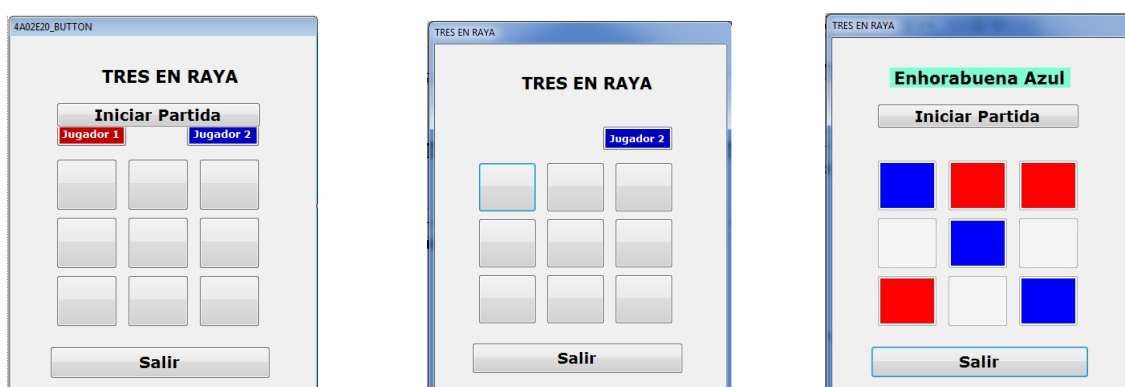 4A02E20_BUTTON
TRES EN RAYA
Iniciar Partida
Jugador 1
Jugador 2
Salir
TRES EN RAYA
TRES EN RAYA
Jugador 2
Salir
TRES EN RAYA
Enhorabuena Azul
Iniciar Partida
Salir